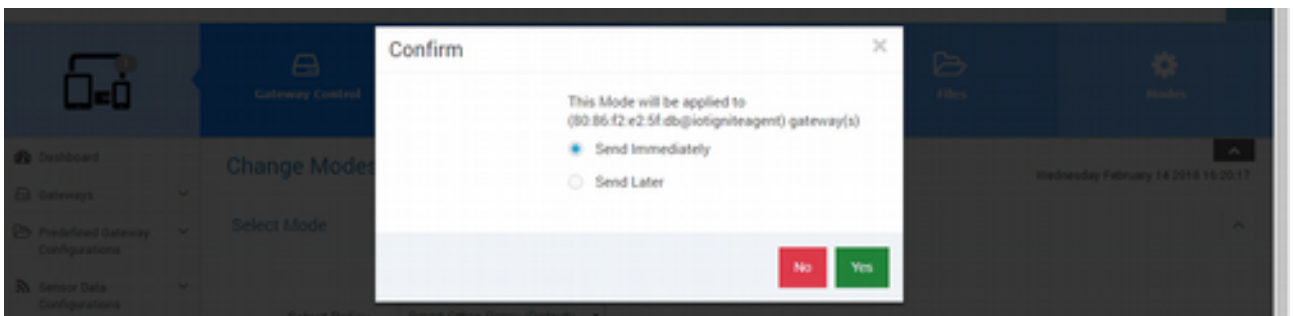 Confirm
×
This Mode will be applied to
(80:86:f2:e2:5f:db@iotigniteagent) gateway(s)
Send Immediately
Send Later
No
Yes
Gateway Control
Files
Modes
Dashboard
Gateways
Predefined Gateway
Configurations
Sensor Data
Configurations
Change Modes
Wednesday February 14 2018 16:20:17
Select Mode